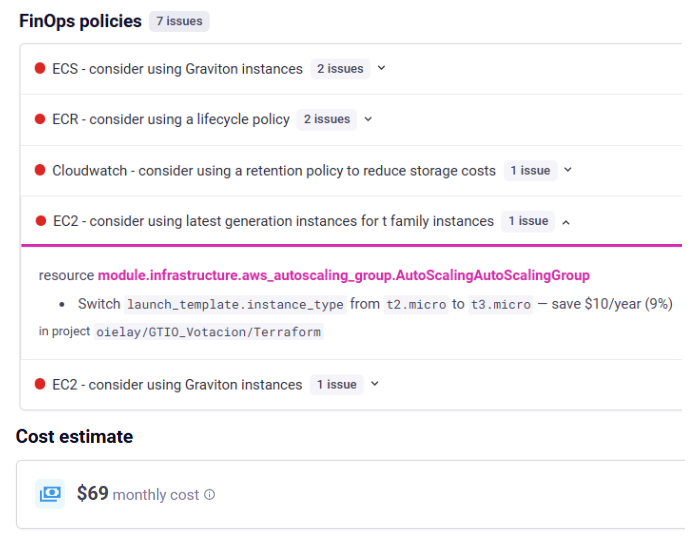 FinOps policies 7 issues
ECS - consider using Graviton instances 2 issues
ECR - consider using a lifecycle policy 2 issues
Cloudwatch - consider using a retention policy to reduce storage costs 1 issue
EC2 - consider using latest generation instances for t family instances 1 issue
resource module.infrastructure.aws_autoscaling_group.AutoScalingAutoScalingGroup
• Switch launch_template.instance_type from t2.micro to t3.micro — save $10/year (9%)
in project oielay/GTIO_Votacion/Terraform
EC2 - consider using Graviton instances 1 issue
Cost estimate
$69 monthly cost